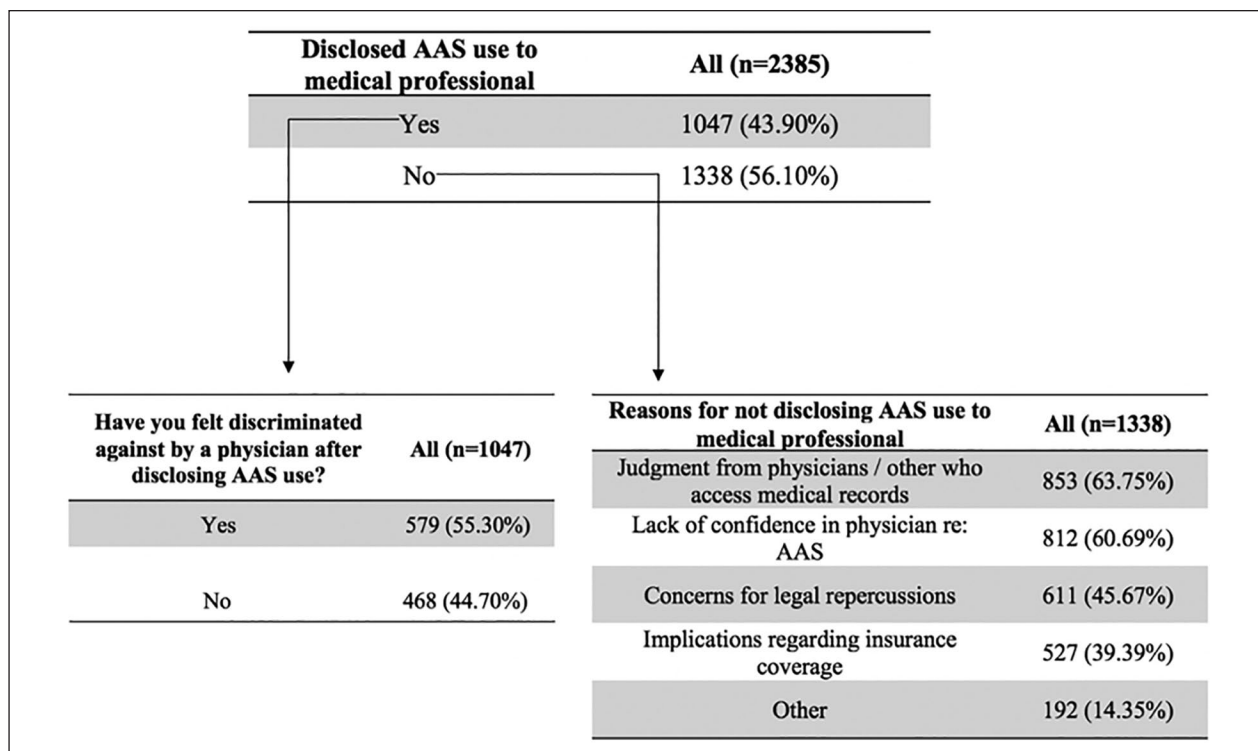 Disclosed AAS use to
medical professional
All (n=2385)
Yes
1047 (43.90%)
No
1338 (56.10%)
Have you felt discriminated
against by a physician after
disclosing AAS use?
All (n=1047)
Yes
579 (55.30%)
No
468 (44.70%)
Reasons for not disclosing AAS use to
medical professional
All (n=1338)
Judgment from physicians / other who
access medical records
853 (63.75%)
Lack of confidence in physician re:
AAS
812 (60.69%)
Concerns for legal repercussions
611 (45.67%)
Implications regarding insurance
coverage
527 (39.39%)
Other
192 (14.35%)